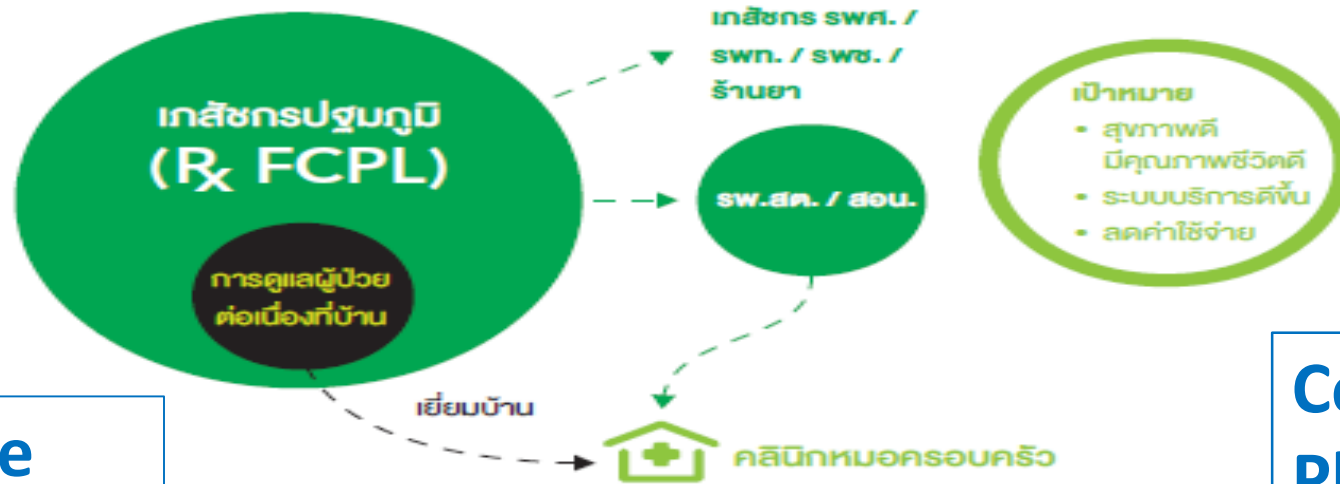 เภสัชกรปฐมภูมิ
(℞ FCPL)
การดูแลผู้ป่วย
ต่อเนื่องที่บ้าน
เภสัชกร รพศ. /
รพท. / รพช. /
ร้านยา
รพ.สต. / สอน.
เป้าหมาย
• สุขภาพดี
มีคุณภาพชีวิตดี
• ระบบบริการดีขึ้น
• ลดค่าใช้จ่าย
เยี่ยมบ้าน
คลินิกหมอครอบครัว
e